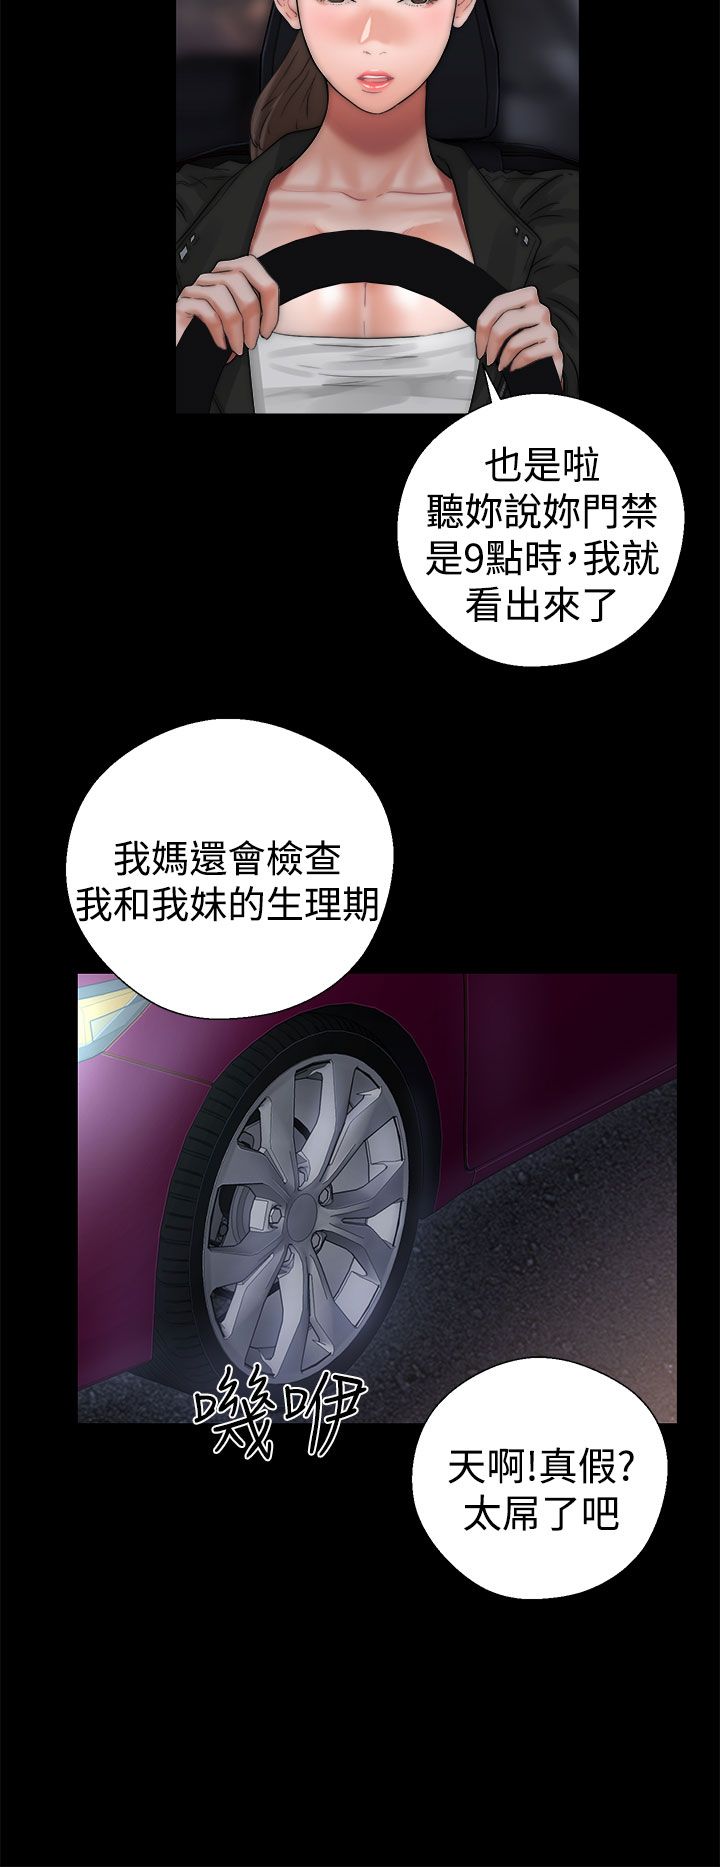 也是啦
聽妳說妳門禁
是9點時,我就
看出來了
我媽還會檢查
我和我妹的生理期
嘰咿
天啊!真假?
太屌了吧